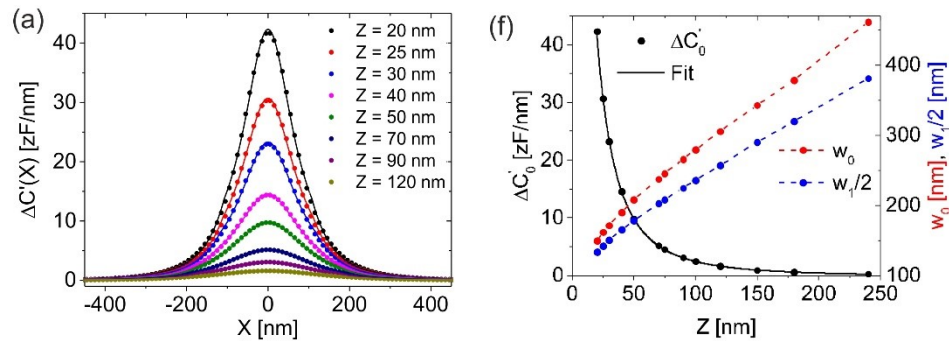 (a)
ΔC'(X) [zF/nm]
40
30
20
10
0
-400
-200
0
200
400
X [nm]
Z = 20 nm
Z = 25 nm
Z = 30 nm
Z = 40 nm
Z = 50 nm
Z = 70 nm
Z = 90 nm
Z = 120 nm
(f)
ΔC'₀ [zF/nm]
40
30
20
10
0
0
50
100
150
200
250
Z [nm]
ΔC'₀
Fit
w₀
w₁/2
400
300
200
100
w₀ [nm], w₁/2 [nm]